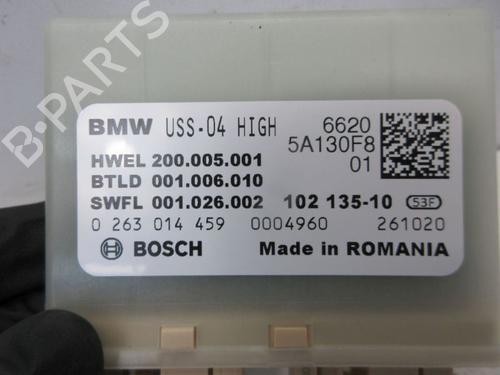 BMW USS-04 HIGH 6620
5A130F8
HWEL 200.005.001 01
BTLD 001.006.010
SWFL 001.026.002 102 135-10 53F
0 263 014 459 0004960 261020
BOSCH Made in ROMANIA
B-PARTS